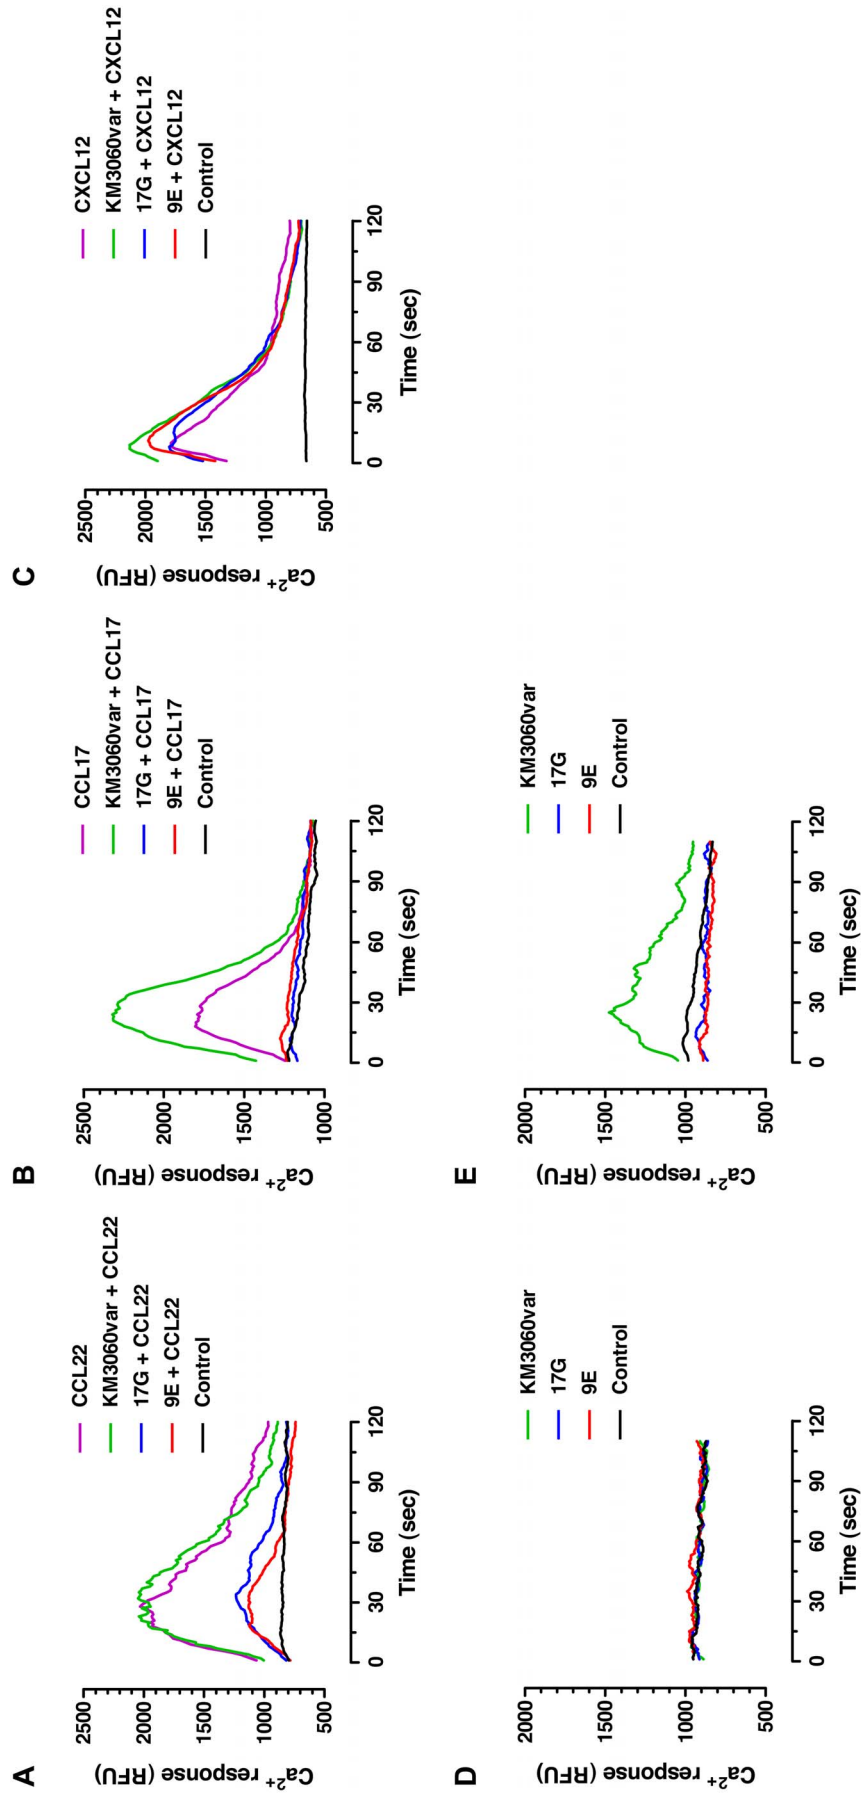 A
Ca2+ response (RFU)
2500
2000
1500
1000
500
0 30 60 90 120
Time (sec)
CCL22
KM3060var + CCL22
17G + CCL22
9E + CCL22
Control
B
Ca2+ response (RFU)
2500
2000
1500
1000
0 30 60 90 120
Time (sec)
CCL17
KM3060var + CCL17
17G + CCL17
9E + CCL17
Control
C
Ca2+ response (RFU)
2500
2000
1500
1000
500
0 30 60 90 120
Time (sec)
CXCL12
KM3060var + CXCL12
17G + CXCL12
9E + CXCL12
Control
D
Ca2+ response (RFU)
2000
1500
1000
500
0 30 60 90 120
Time (sec)
KM3060var
17G
9E
Control
E
Ca2+ response (RFU)
2000
1500
1000
500
0 30 60 90 120
Time (sec)
KM3060var
17G
9E
Control